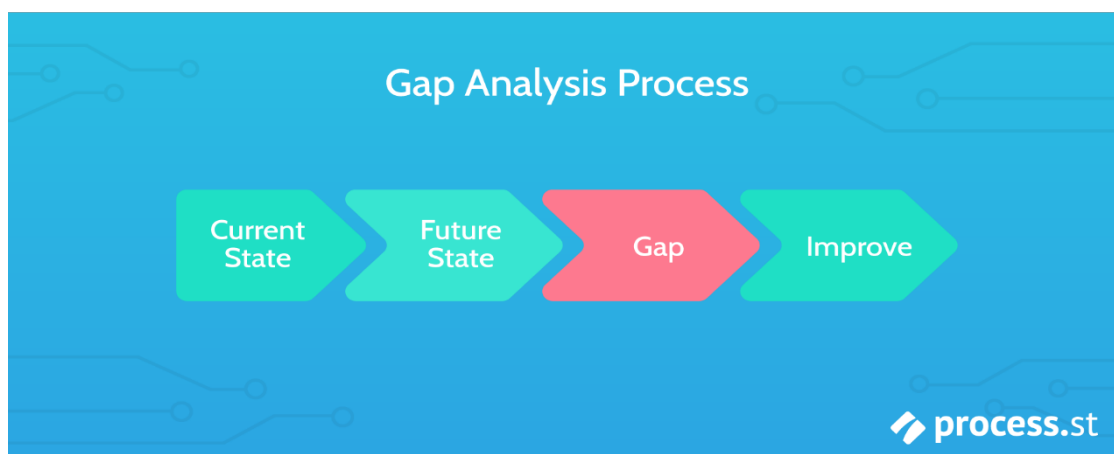 Gap Analysis Process
Current
State
Future
State
Gap
Improve
process.st